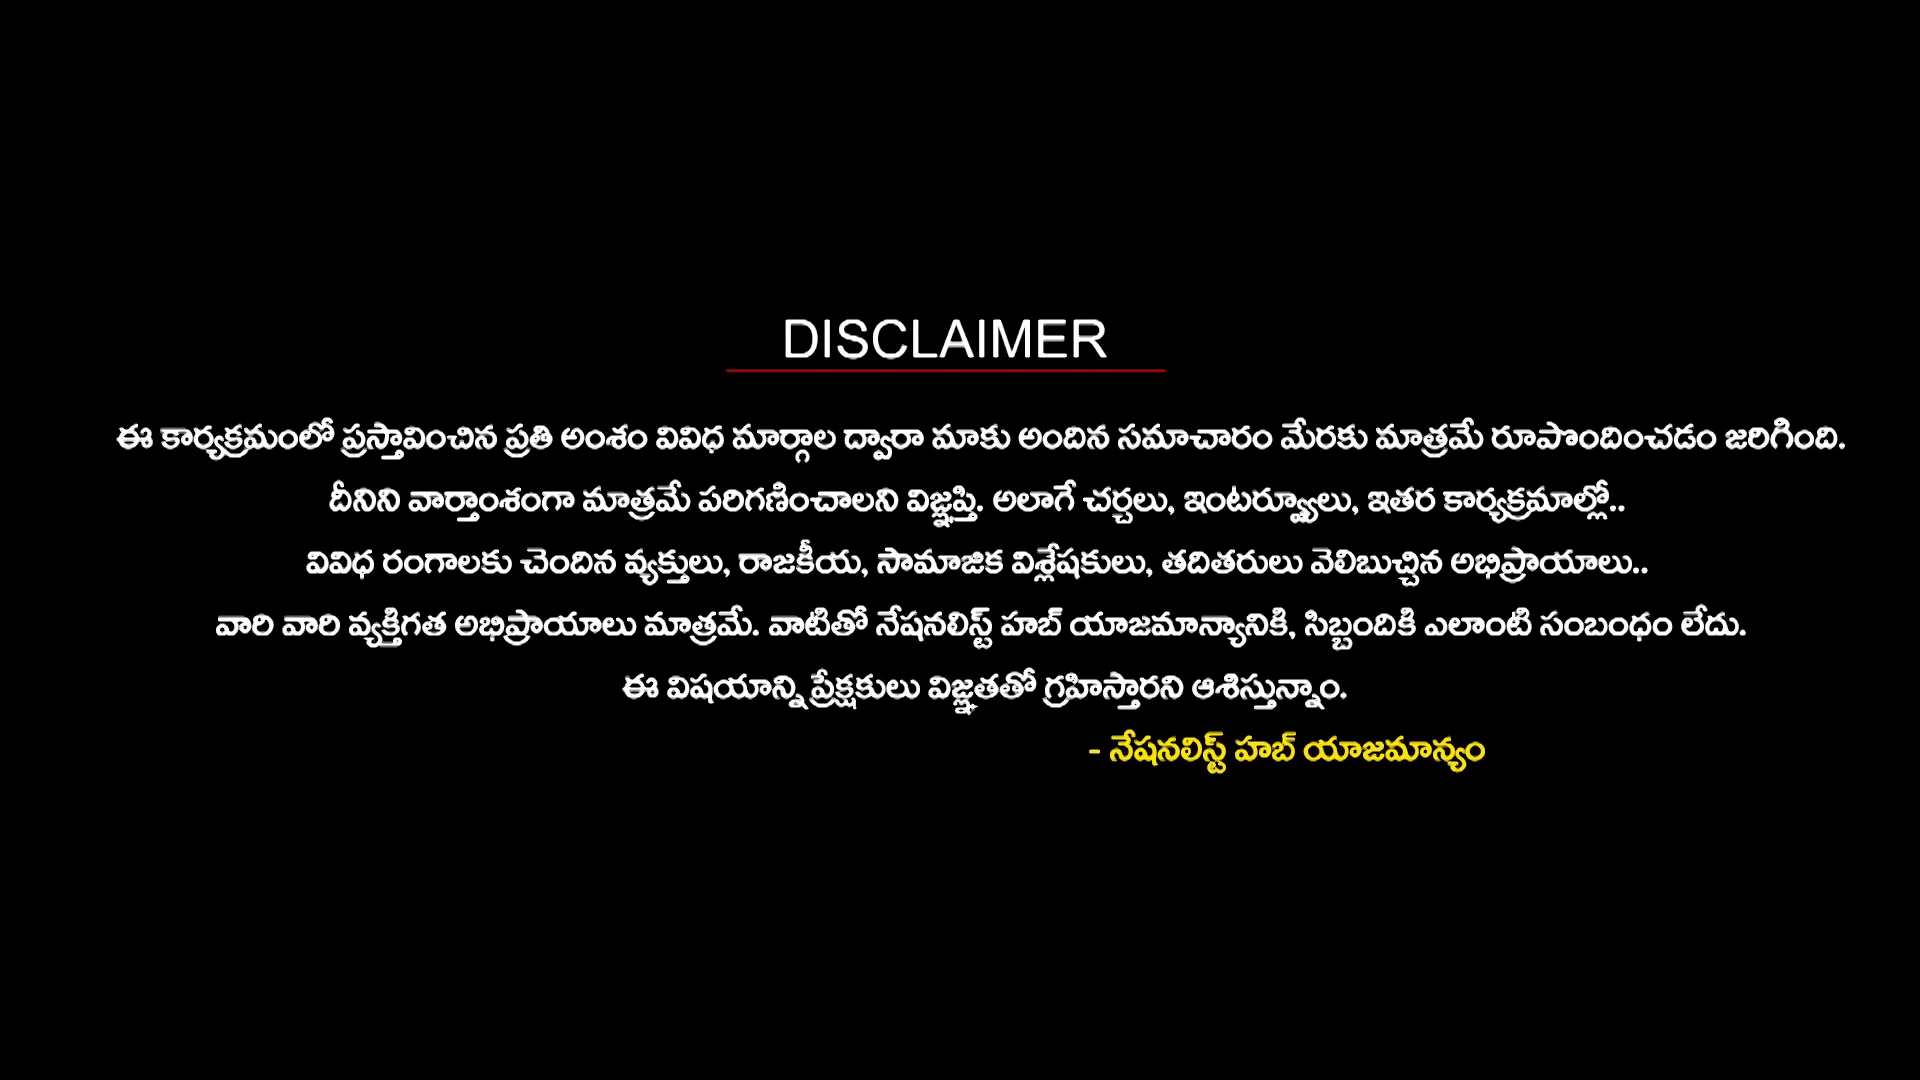 DISCLAIMER
ఈ కార్యక్రమంలో ప్రస్తావించిన ప్రతి అంశం వివిధ మార్గాల ద్వారా మాకు అందిన సమాచారం మేరకు మాత్రమే రూపొందించడం జరిగింది.
దీనిని వార్తాంశంగా మాత్రమే పరిగణించాలని విజ్ఞప్తి. అలాగే చర్చలు, ఇంటర్వ్యూలు, ఇతర కార్యక్రమాల్లో..
వివిధ రంగాలకు చెందిన వ్యక్తులు, రాజకీయ, సామాజిక విశ్లేషకులు, తదితరులు వెలిబుచ్చిన అభిప్రాయాలు..
వారి వారి వ్యక్తిగత అభిప్రాయాలు మాత్రమే. వాటితో నేషనలిస్ట్ హబ్ యాజమాన్యానికి, సిబ్బందికి ఎలాంటి సంబంధం లేదు.
ఈ విషయాన్ని ప్రేక్షకులు విజ్ఞతతో గ్రహిస్తారని ఆశిస్తున్నాం.
- నేషనలిస్ట్ హబ్ యాజమాన్యం